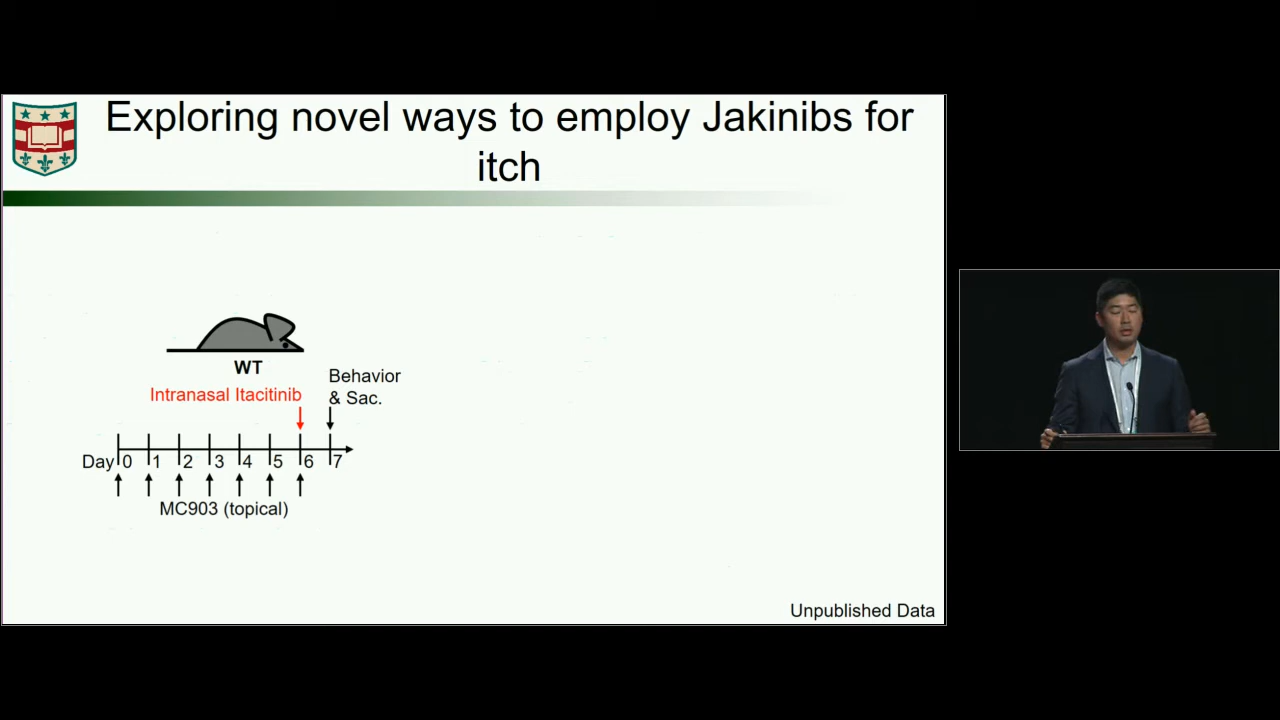 Exploring novel ways to employ Jakinibs for
itch
WT
Intranasal Itacitinib
Behavior
& Sac.
Day 0 1 2 3 4 5 6 7
MC903 (topical)
Unpublished Data